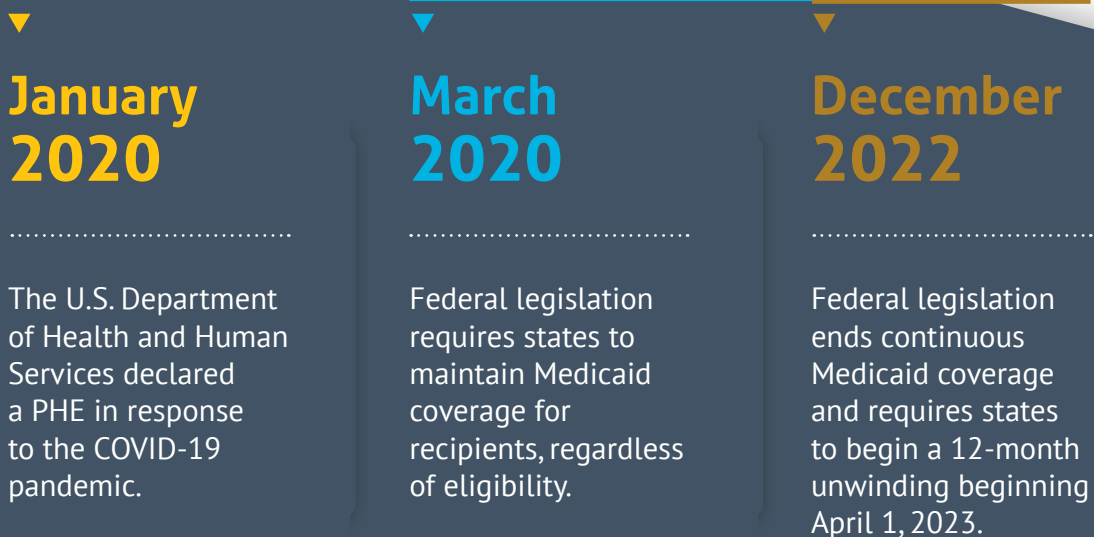 January
2020
The U.S. Department
of Health and Human
Services declared
a PHE in response
to the COVID-19
pandemic.
March
2020
Federal legislation
requires states to
maintain Medicaid
coverage for
recipients, regardless
of eligibility.
December
2022
Federal legislation
ends continuous
Medicaid coverage
and requires states
to begin a 12-month
unwinding beginning
April 1, 2023.